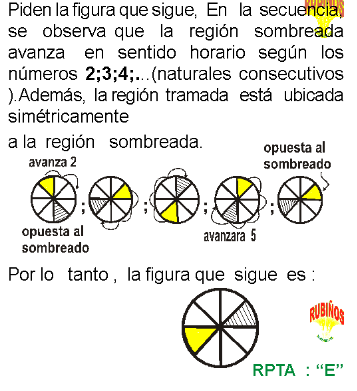 Piden la figura que sigue, En la secuencia,
se observa que la región sombreada
avanza en sentido horario según los
números 2;3;4;...(naturales consecutivos
).Además, la región tramada está ubicada
simétricamente
a la región sombreada.
opuesta al
sombreado
avanza 2
; ; ; ;
opuesta al
sombreado
avanzara 5
Por lo tanto , la figura que sigue es :
RUBIÑOS
RPTA : “E”